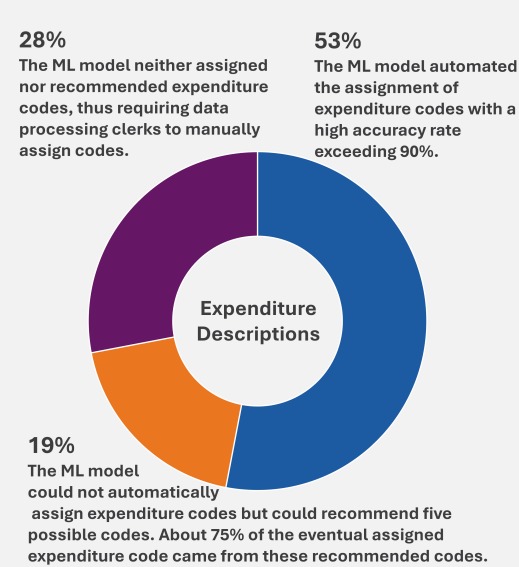 28%
The ML model neither assigned
nor recommended expenditure
codes, thus requiring data
processing clerks to manually
assign codes.
53%
The ML model automated
the assignment of
expenditure codes with a
high accuracy rate
exceeding 90%.
Expenditure
Descriptions
19%
The ML model
could not automatically
assign expenditure codes but could recommend five
possible codes. About 75% of the eventual assigned
expenditure code came from these recommended codes.